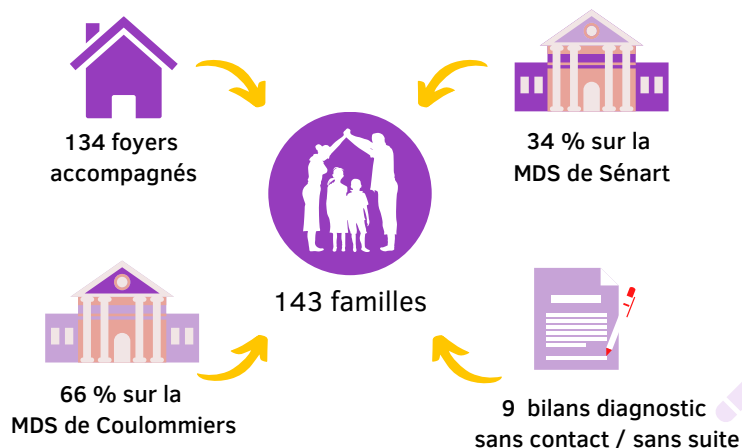 134 foyers
accompagnés
34 % sur la
MDS de Sénart
143 familles
66 % sur la
MDS de Coulommiers
9 bilans diagnostic
sans contact / sans suite